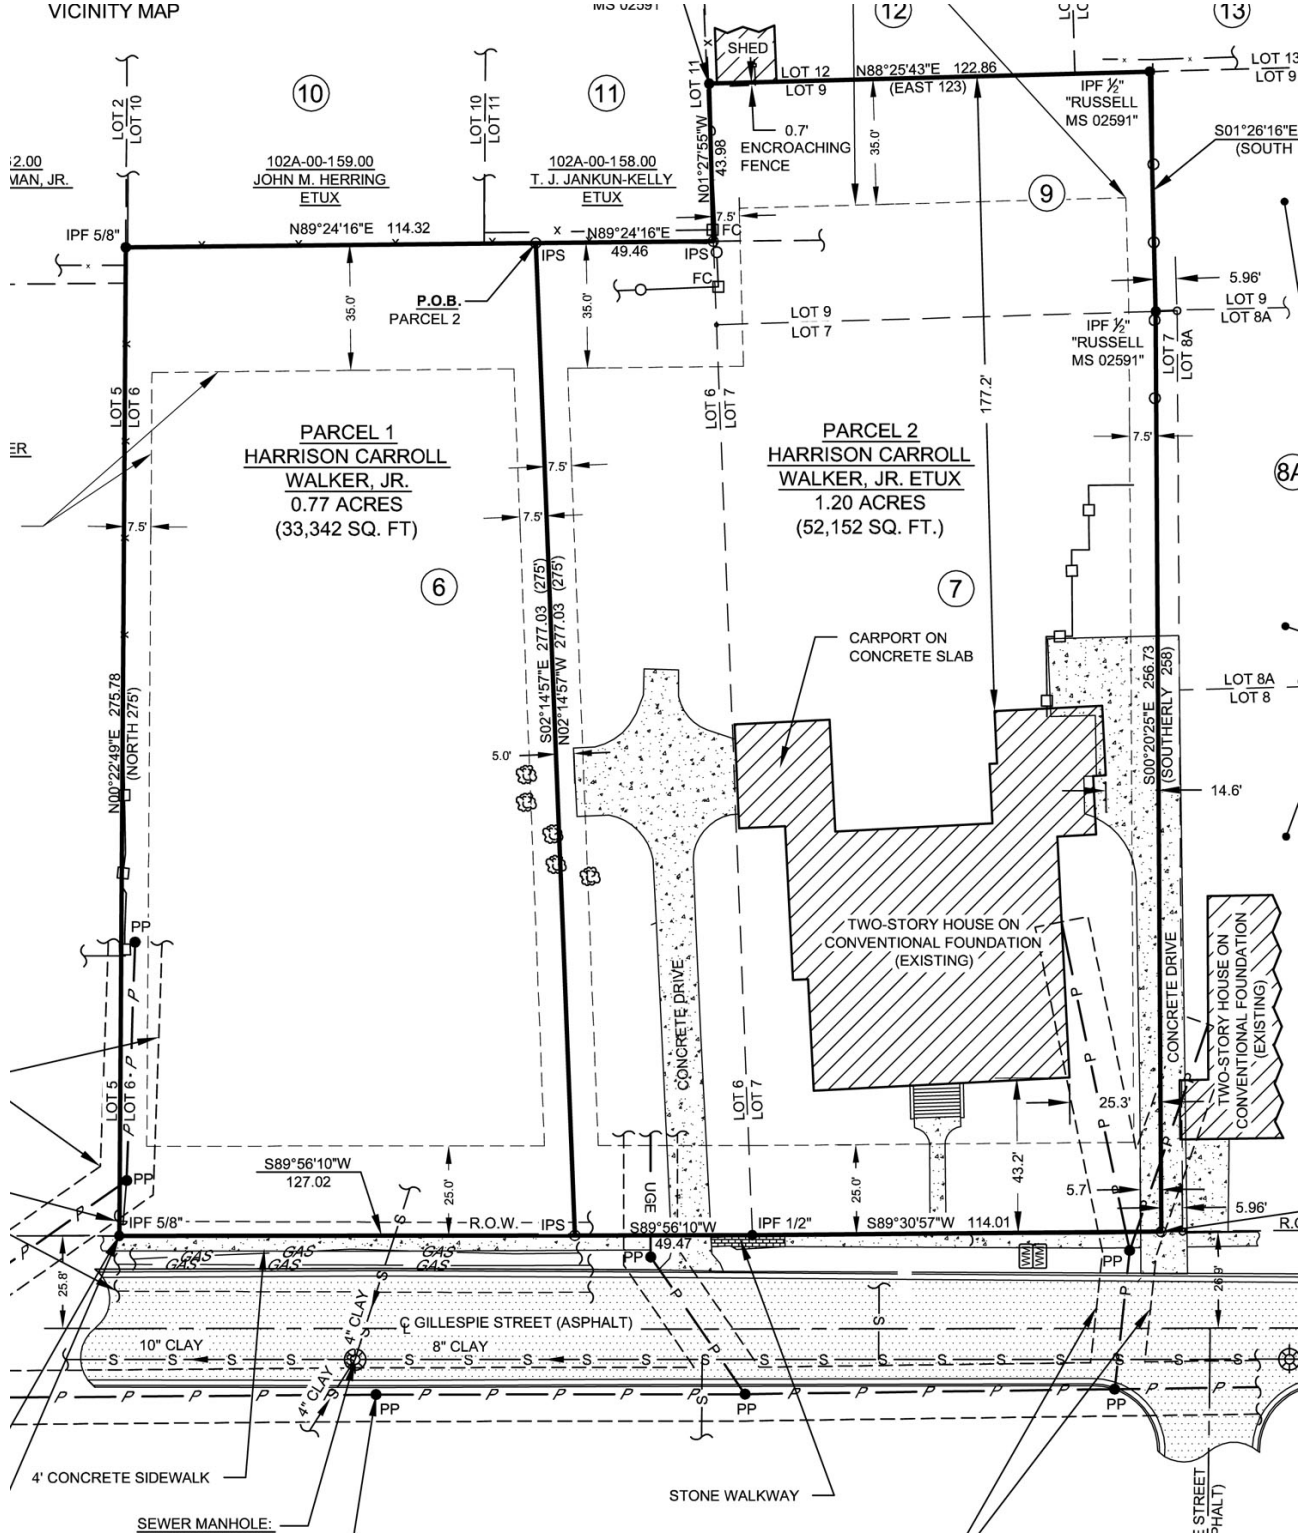 VICINITY MAP
MS 02591
12
13
SHED
LOT 12
LOT 9
N88°25'43"E 122.86
(EAST 123)
LOT 13
LOT 9
IPF 1/2"
"RUSSELL
MS 02591"
S01°26'16"E
(SOUTH
LOT 2
LOT 10
10
LOT 10
LOT 11
11
LOT 11
35.0'
0.7'
ENCROACHING
FENCE
2.00
MAN, JR.
102A-00-159.00
JOHN M. HERRING
ETUX
102A-00-158.00
T. J. JANKUN-KELLY
ETUX
N01°27'55"W
43.98
9
7.5'
FC
IPF 5/8"
N89°24'16"E 114.32
N89°24'16"E
49.46
IPS
IPS
FC
5.96'
P.O.B.
PARCEL 2
35.0'
35.0'
LOT 9
LOT 7
LOT 9
LOT 8A
IPF 1/2"
"RUSSELL
MS 02591"
LOT 7
LOT 8A
LOT 5
LOT 6
LOT 6
LOT 7
177.2'
ER
PARCEL 1
HARRISON CARROLL
WALKER, JR.
0.77 ACRES
(33,342 SQ. FT)
PARCEL 2
HARRISON CARROLL
WALKER, JR. ETUX
1.20 ACRES
(52,152 SQ. FT.)
7.5'
7.5'
7.5'
7.5'
8A
6
7
S02°14'57"E 277.03 (275')
N02°14'57"W 277.03 (275')
CARPORT ON
CONCRETE SLAB
LOT 8A
LOT 8
N00°22'49"E 275.78
(NORTH 275')
S00°20'25"E 256.73
(SOUTHERLY 258)
5.0'
14.6'
PP
TWO-STORY HOUSE ON
CONVENTIONAL FOUNDATION
(EXISTING)
CONCRETE DRIVE
CONCRETE DRIVE
TWO-STORY HOUSE ON
CONVENTIONAL FOUNDATION
(EXISTING)
P
P
P
P
P
P
P
P
LOT 5
LOT 6
LOT 6
LOT 7
25.3'
43.2'
S89°56'10"W
127.02
25.0'
25.0'
PP
UGE
5.7
5.96'
IPF 5/8"
R.O.W.
IPS
S89°56'10"W
49.47
IPF 1/2"
S89°30'57"W 114.01
R.O
GAS GAS GAS
GAS GAS GAS
PP
WM
WM
PP
25.8'
26.9'
4" CLAY
CL GILLESPIE STREET (ASPHALT)
10" CLAY
8" CLAY
S S S S S S S S S S S S S S S S
4" CLAY
P P P P P P P P P P P P P P P P P
PP
PP
PP
4' CONCRETE SIDEWALK
STONE WALKWAY
SEWER MANHOLE:
E STREET
HALT)